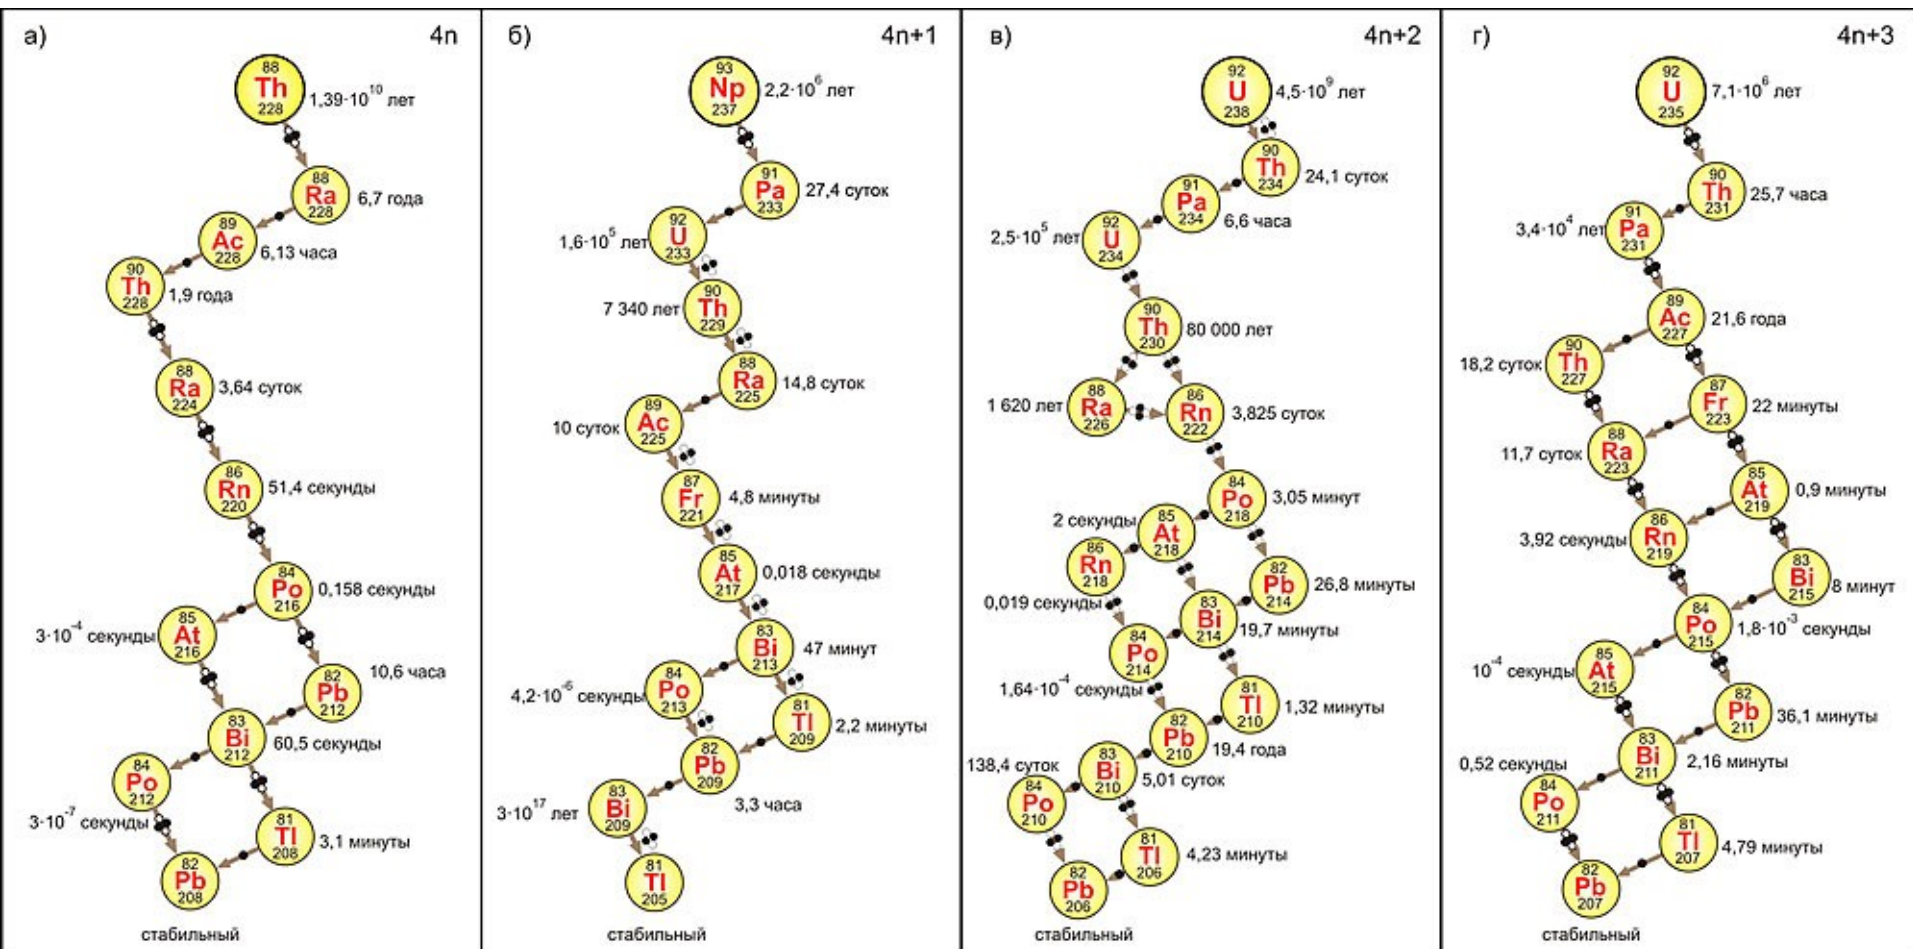 а)
4n
88
Th
228
1,39·10¹⁰ лет
88
Ra
228
6,7 года
89
Ac
228
6,13 часа
90
Th
228
1,9 года
88
Ra
224
3,64 суток
86
Rn
220
51,4 секунды
84
Po
216
0,158 секунды
85
At
216
3·10⁻⁴ секунды
82
Pb
212
10,6 часа
83
Bi
212
60,5 секунды
84
Po
212
3·10⁻⁷ секунды
81
Tl
208
3,1 минуты
82
Pb
208
стабильный
б)
4n+1
93
Np
237
2,2·10⁶ лет
91
Pa
233
27,4 суток
92
U
233
1,6·10⁵ лет
90
Th
229
7 340 лет
88
Ra
225
14,8 суток
89
Ac
225
10 суток
87
Fr
221
4,8 минуты
85
At
217
0,018 секунды
83
Bi
213
47 минут
84
Po
213
4,2·10⁻⁶ секунды
81
Tl
209
2,2 минуты
82
Pb
209
3,3 часа
83
Bi
209
3·10¹⁷ лет
81
Tl
205
стабильный
в)
4n+2
92
U
238
4,5·10⁹ лет
90
Th
234
24,1 суток
91
Pa
234
6,6 часа
92
U
234
2,5·10⁵ лет
90
Th
230
80 000 лет
88
Ra
226
1 620 лет
86
Rn
222
3,825 суток
84
Po
218
3,05 минут
85
At
218
2 секунды
86
Rn
218
0,019 секунды
82
Pb
214
26,8 минуты
83
Bi
214
19,7 минуты
84
Po
214
1,64·10⁻⁴ секунды
81
Tl
210
1,32 минуты
82
Pb
210
19,4 года
83
Bi
210
5,01 суток
84
Po
210
138,4 суток
81
Tl
206
4,23 минуты
82
Pb
206
стабильный
г)
4n+3
92
U
235
7,1·10⁶ лет
90
Th
231
25,7 часа
91
Pa
231
3,4·10⁴ лет
89
Ac
227
21,6 года
90
Th
227
18,2 суток
87
Fr
223
22 минуты
88
Ra
223
11,7 суток
85
At
219
0,9 минуты
86
Rn
219
3,92 секунды
83
Bi
215
8 минут
84
Po
215
1,8·10⁻³ секунды
85
At
215
10⁻⁴ секунды
82
Pb
211
36,1 минуты
83
Bi
211
2,16 минуты
84
Po
211
0,52 секунды
81
Tl
207
4,79 минуты
82
Pb
207
стабильный